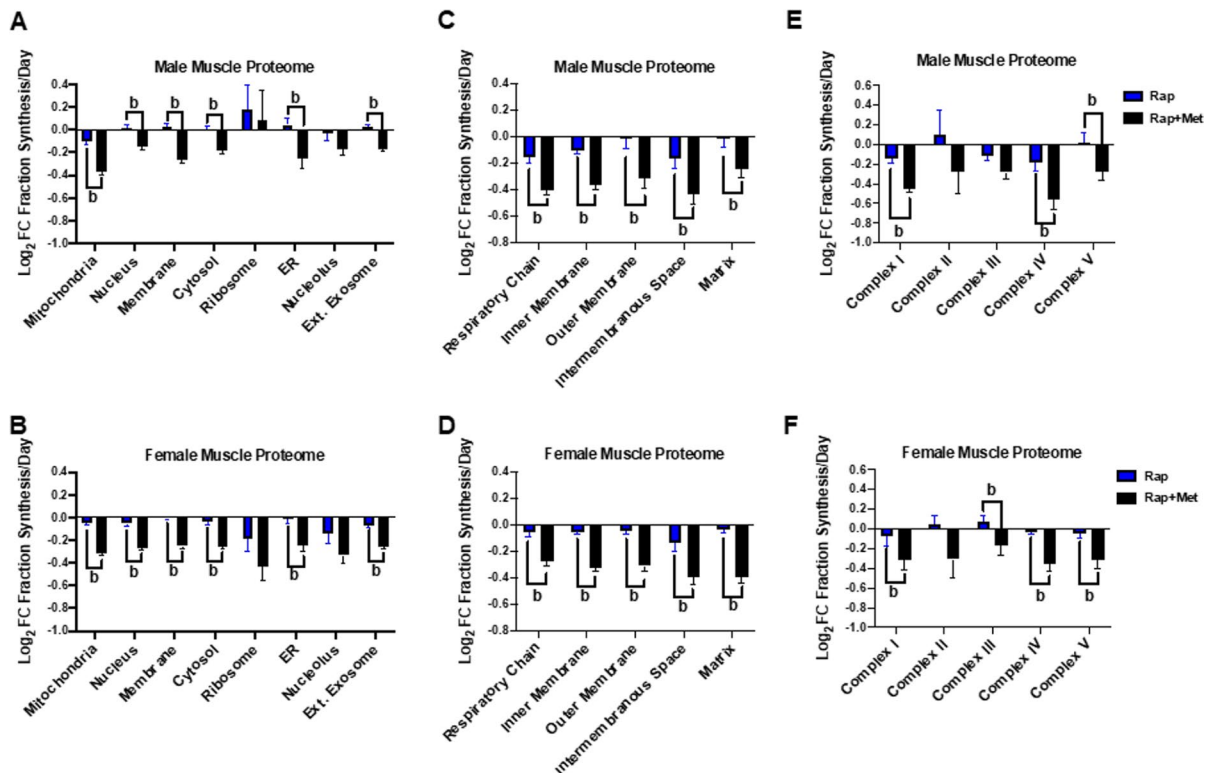 A
Male Muscle Proteome
Log2 FC Fraction Synthesis/Day
0.4
0.2
0.0
-0.2
-0.4
-0.6
-0.8
-1.0
b
b
b
b
b
b
Mitochondria
Nucleus
Membrane
Cytosol
Ribosome
ER
Nucleolus
Ext. Exosome
C
Male Muscle Proteome
Log2 FC Fraction Synthesis/Day
0.4
0.2
0.0
-0.2
-0.4
-0.6
-0.8
b
b
b
b
b
Respiratory Chain
Inner Membrane
Outer Membrane
Intermembranous Space
Matrix
E
Male Muscle Proteome
Log2 FC Fraction Synthesis/Day
0.6
0.4
0.2
0.0
-0.2
-0.4
-0.6
-0.8
-1.0
b
b
b
Complex I
Complex II
Complex III
Complex IV
Complex V
Rap
Rap+Met
B
Female Muscle Proteome
Log2 FC Fraction Synthesis/Day
0.4
0.2
0.0
-0.2
-0.4
-0.6
-0.8
-1.0
b
b
b
b
b
b
Mitochondria
Nucleus
Membrane
Cytosol
Ribosome
ER
Nucleolus
Ext. Exosome
D
Female Muscle Proteome
Log2 FC Fraction Synthesis/Day
0.4
0.2
0.0
-0.2
-0.4
-0.6
-0.8
b
b
b
b
b
Respiratory Chain
Inner Membrane
Outer Membrane
Intermembranous Space
Matrix
F
Female Muscle Proteome
Log2 FC Fraction Synthesis/Day
0.6
0.4
0.2
0.0
-0.2
-0.4
-0.6
-0.8
-1.0
b
b
b
b
Complex I
Complex II
Complex III
Complex IV
Complex V
Rap
Rap+Met